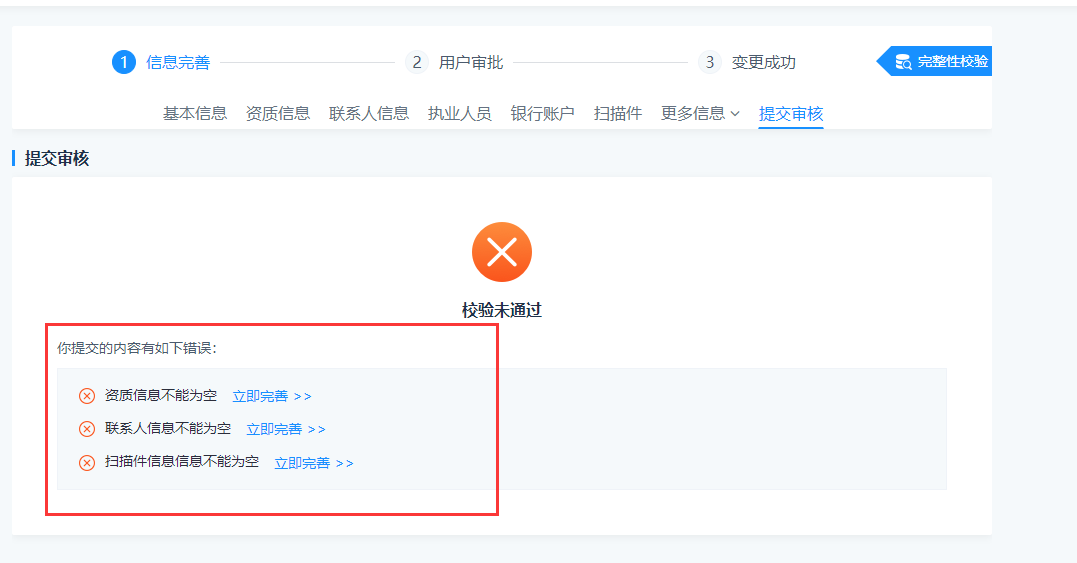 1 信息完善 2 用户审批 3 变更成功 完整性校验
基本信息 资质信息 联系人信息 执业人员 银行账户 扫描件 更多信息 提交审核
提交审核
校验未通过
你提交的内容有如下错误:
资质信息不能为空 立即完善 >>
联系人信息不能为空 立即完善 >>
扫描件信息信息不能为空 立即完善 >>